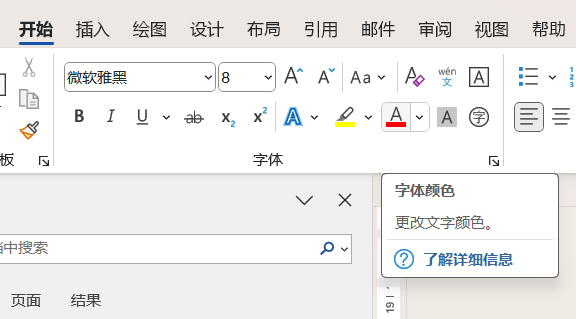 开始 插入 绘图 设计 布局 引用 邮件 审阅 视图 帮助
微软雅黑 8 A A Aa A wén 文 A
B I U ab x₂ x² A A A 字
板 字体
字体颜色
更改文字颜色。
中搜索
了解详细信息
页面 结果
19